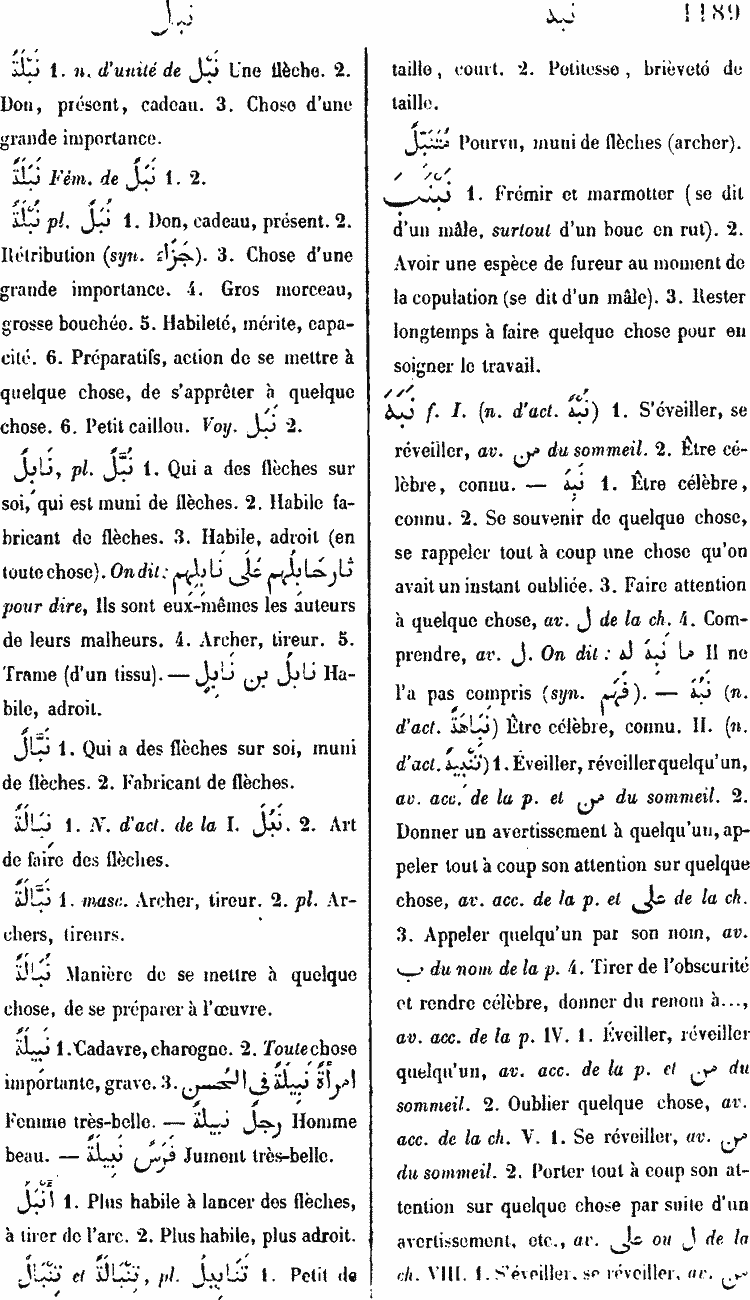 نبل
نبه 1189
نَبْلَةٌ 1. n. d'unité de نَبْل Une flèche. 2.
Don, présent, cadeau. 3. Chose d'une
grande importance.
نَبَلَةٌ Fém. de نَبَلٌ 1. 2.
نُبْلَةٌ pl. نُبَلٌ 1. Don, cadeau, présent. 2.
Rétribution (syn. جَزَاء). 3. Chose d'une
grande importance. 4. Gros morceau,
grosse bouchée. 5. Habileté, mérite, capa-
cité. 6. Préparatifs, action de se mettre à
quelque chose, de s'apprêter à quelque
chose. 6. Petit caillou. Voy. نَبَل 2.
نَابِلٌ, pl. نُبَّلٌ 1. Qui a des flèches sur
soi, qui est muni de flèches. 2. Habile fa-
bricant de flèches. 3. Habile, adroit (en
toute chose). On dit: ثَارَ حَابِلُهُم عَلَى نَابِلِهِم
pour dire, Ils sont eux-mêmes les auteurs
de leurs malheurs. 4. Archer, tireur. 5.
Trame (d'un tissu). — نَابِلُ بن نَابِلٍ Ha-
bile, adroit.
نَبَّالٌ 1. Qui a des flèches sur soi, muni
de flèches. 2. Fabricant de flèches.
نَبَالَةٌ 1. N. d'act. de la I. نَبُلَ. 2. Art
de faire des flèches.
نَبَّالَةٌ 1. masc. Archer, tireur. 2. pl. Ar-
chers, tireurs.
نَبَالَةٌ Manière de se mettre à quelque
chose, de se préparer à l'œuvre.
نَبِيلَةٌ 1. Cadavre, charogne. 2. Toute chose
importante, grave. 3. امرأةٌ نَبِيلَةٌ فى الحُسن
Femme très-belle. — رجلٌ نبيلةٌ Homme
beau. — فَرَسٌ نَبِيلَةٌ Jument très-belle.
أَنْبَلُ 1. Plus habile à lancer des flèches,
à tirer de l'arc. 2. Plus habile, plus adroit.
تِنْبَالٌ et تِنْبَالَةٌ, pl. تَنَابِيلُ 1. Petit de
taille, court. 2. Petitesse, brièveté de
taille.
مُتَنَبِّلٌ Pourvu, muni de flèches (archer).
نَبْنَبَ 1. Frémir et marmotter (se dit
d'un mâle, surtout d'un bouc en rut). 2.
Avoir une espèce de fureur au moment de
la copulation (se dit d'un mâle). 3. Rester
longtemps à faire quelque chose pour en
soigner le travail.
نَبَهَ f. I. (n. d'act. نُبْهٌ) 1. S'éveiller, se
réveiller, av. من du sommeil. 2. Être cé-
lèbre, connu. — نَبِهَ 1. Être célèbre,
connu. 2. Se souvenir de quelque chose,
se rappeler tout à coup une chose qu'on
avait un instant oubliée. 3. Faire attention
à quelque chose, av. ل de la ch. 4. Com-
prendre, av. ل. On dit: ما نَبِهَ له Il ne
l'a pas compris (syn. فَهِمَ). — نَبُهَ (n.
d'act. نَبَاهَةٌ) Être célèbre, connu. II. (n.
d'act. تَنْبِيهٌ) 1. Éveiller, réveiller quelqu'un,
av. acc. de la p. et من du sommeil. 2.
Donner un avertissement à quelqu'un, ap-
peler tout à coup son attention sur quelque
chose, av. acc. de la p. et على de la ch.
3. Appeler quelqu'un par son nom, av.
ب du nom de la p. 4. Tirer de l'obscurité
et rendre célèbre, donner du renom à...,
av. acc. de la p. IV. 1. Éveiller, réveiller
quelqu'un, av. acc. de la p. et من du
sommeil. 2. Oublier quelque chose, av.
acc. de la ch. V. 1. Se réveiller, av. من
du sommeil. 2. Porter tout à coup son at-
tention sur quelque chose par suite d'un
avertissement, etc., av. على ou ل de la
ch. VIII. 1. S'éveiller, se réveiller, av. من